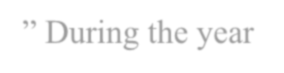 ” During the year